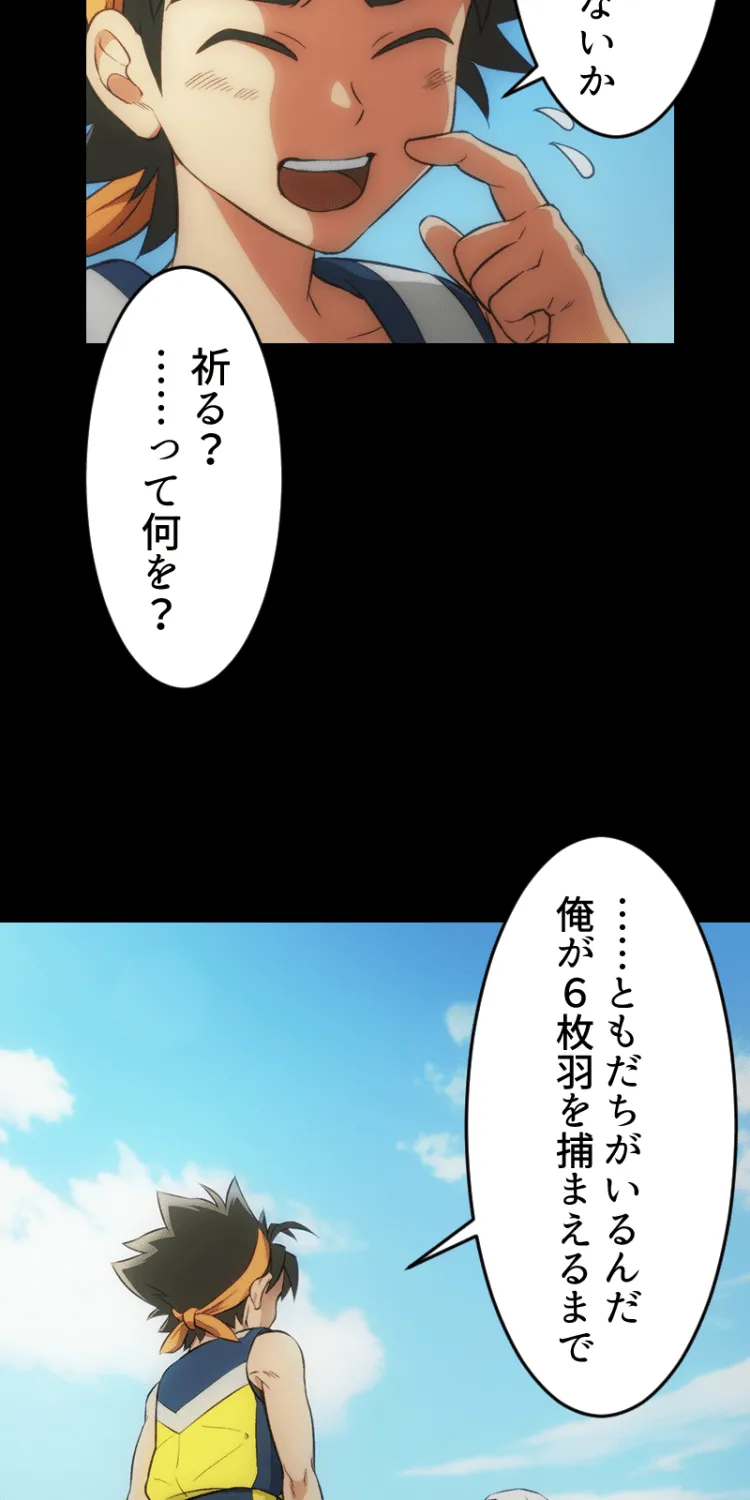 ないか
祈る？
……って何を？
……ともだちがいるんだ
俺が６枚羽を捕まえるまで